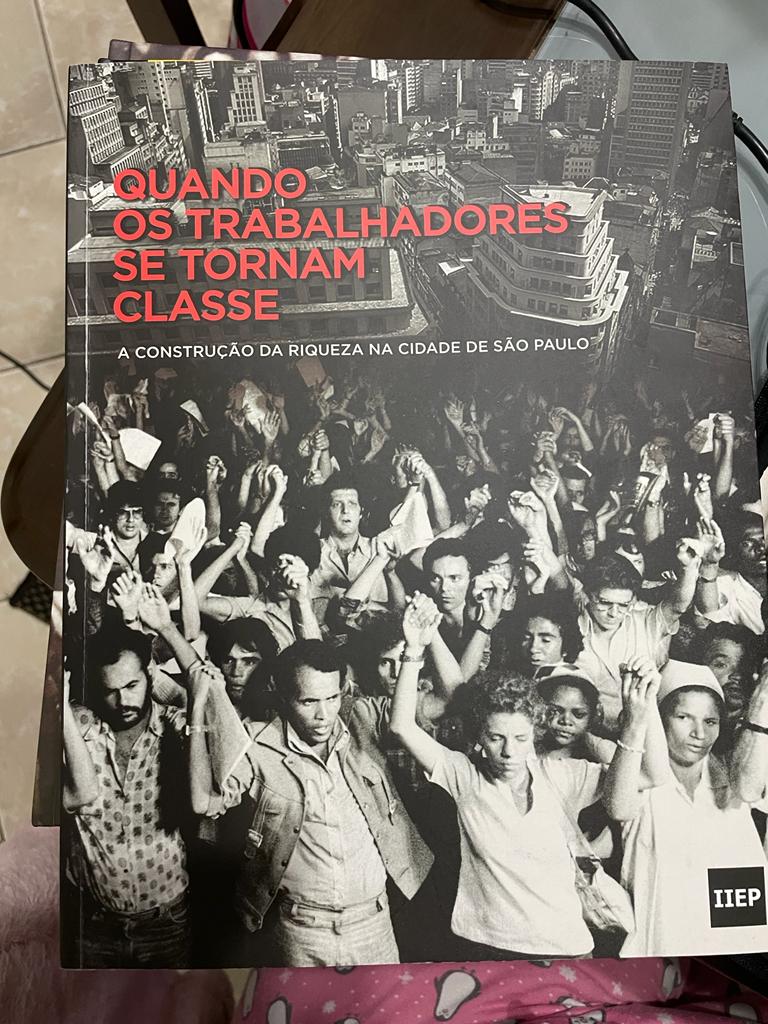 QUANDO
OS TRABALHADORES
SE TORNAM
CLASSE
A CONSTRUÇÃO DA RIQUEZA NA CIDADE DE SÃO PAULO
IIEP